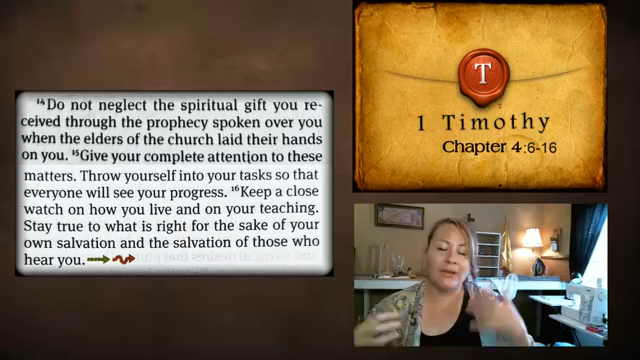 ¹⁴Do not neglect the spiritual gift you re-
ceived through the prophecy spoken over you
when the elders of the church laid their hands
on you. ¹⁵Give your complete attention to these
matters. Throw yourself into your tasks so that
everyone will see your progress. ¹⁶Keep a close
watch on how you live and on your teaching.
Stay true to what is right for the sake of your
own salvation and the salvation of those who
hear you.
T
1 Timothy
Chapter 4:6-16